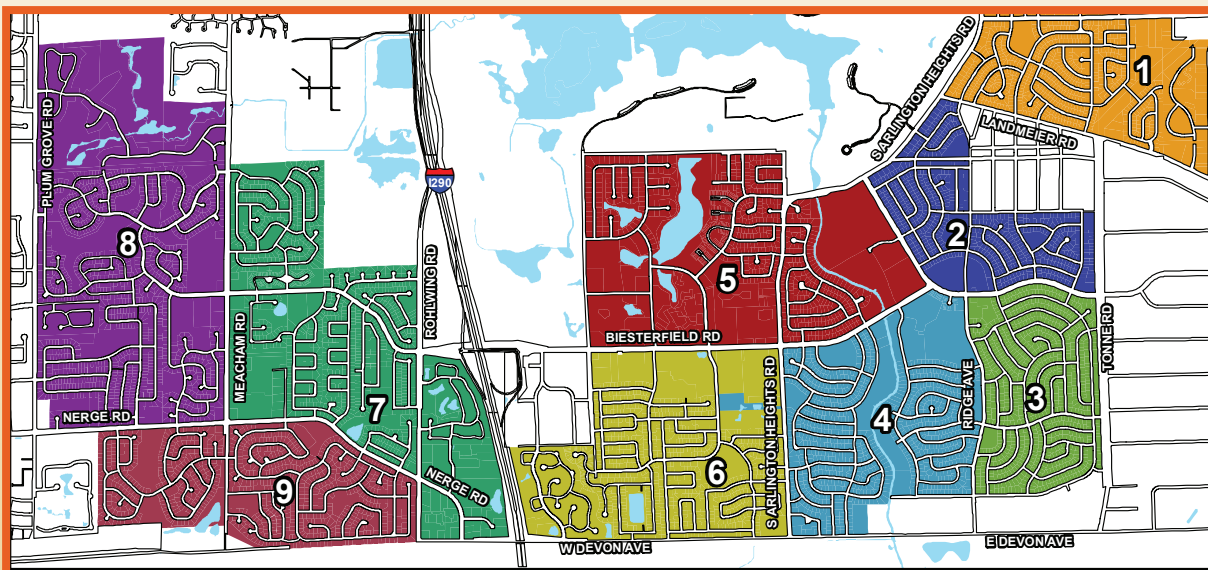 S ARLINGTON HEIGHTS RD
1
PLUM GROVE RD
LANDMEIER RD
I290
8
2
5
ROHLWING RD
BIESTERFIELD RD
MEACHAM RD
TONNE RD
S ARLINGTON HEIGHTS RD
RIDGE AVE
NERGE RD
7
4
3
6
9
NERGE RD
W DEVON AVE
E DEVON AVE